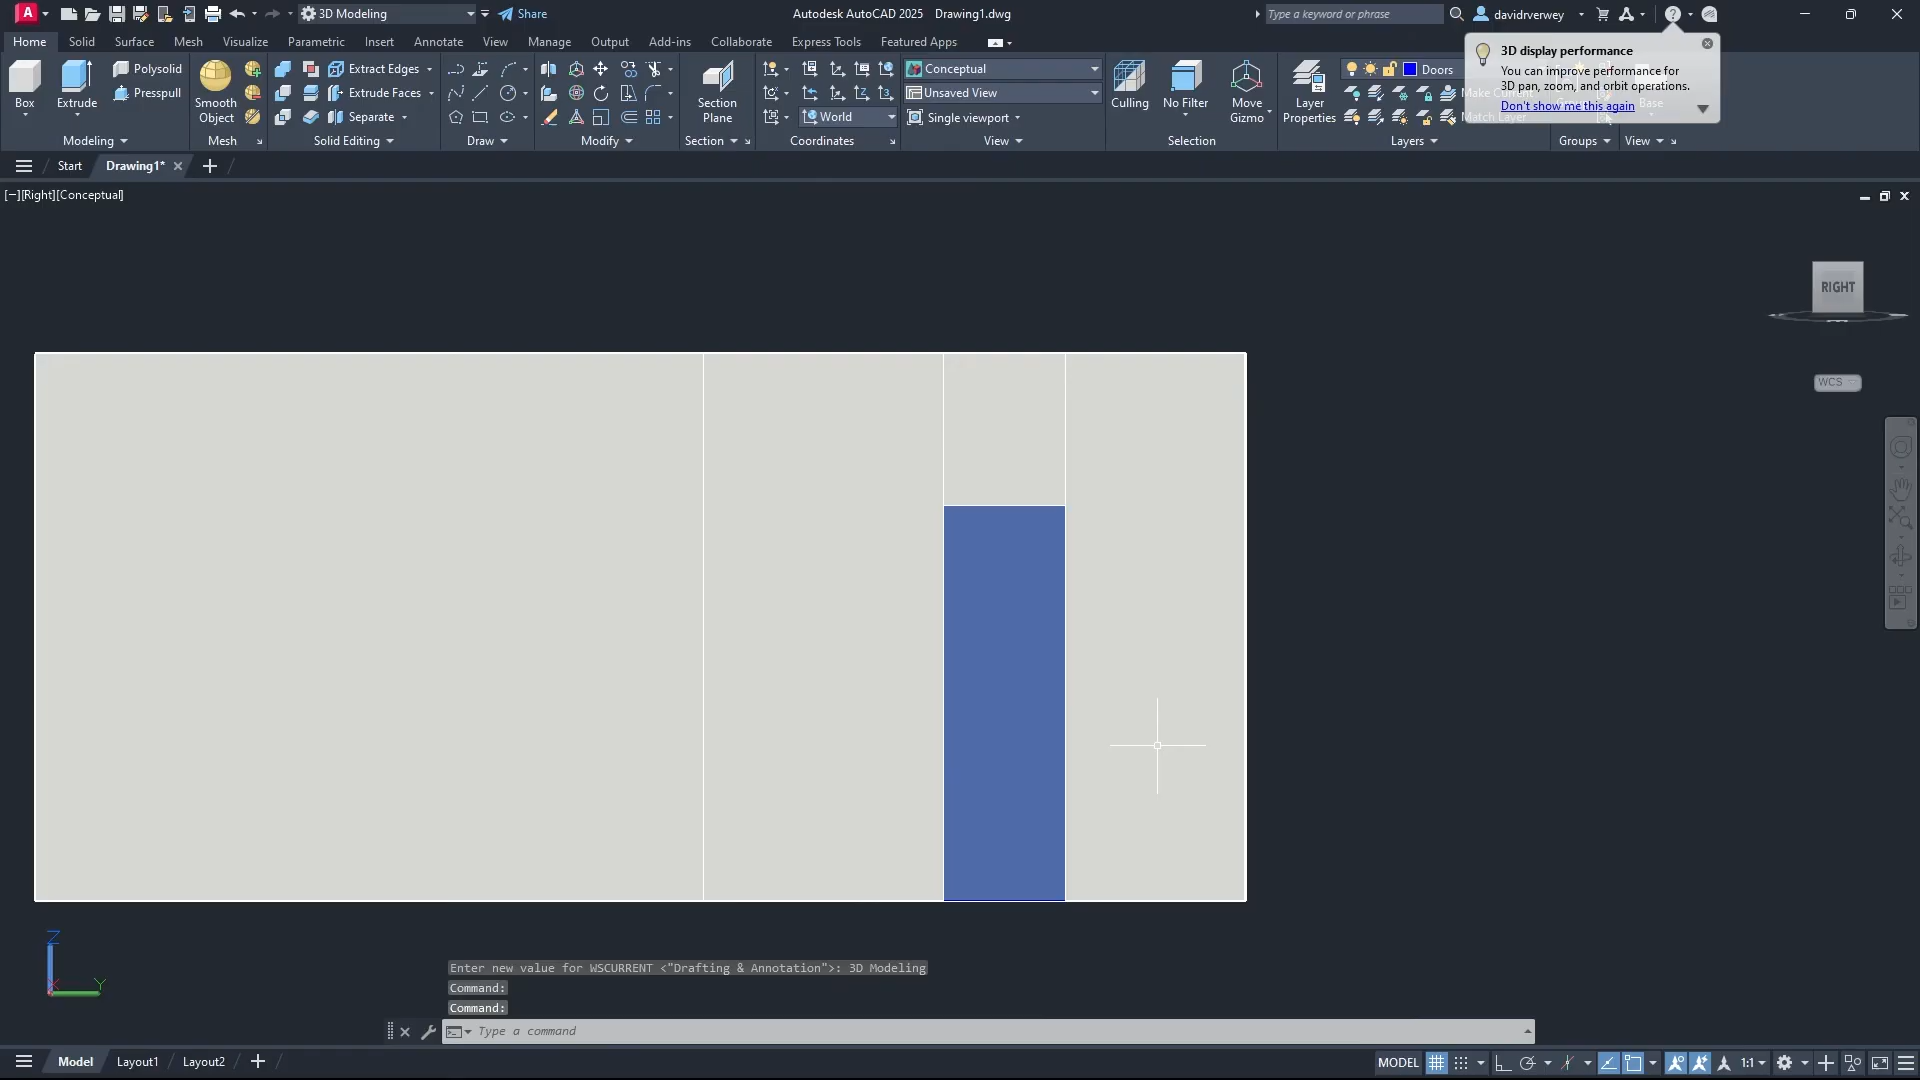 A
3D Modeling
Share
Autodesk AutoCAD 2025 Drawing1.dwg
Type a keyword or phrase
davidrverwey
Home Solid Surface Mesh Visualize Parametric Insert Annotate View Manage Output Add-ins Collaborate Express Tools Featured Apps
3D display performance
You can improve performance for
3D pan, zoom, and orbit operations.
Don't show me this again
Box
Extrude
Polysolid
Presspull
Smooth
Object
Extract Edges
Extrude Faces
Separate
Section
Plane
World
Conceptual
Unsaved View
Single viewport
Culling
No Filter
Move
Gizmo
Layer
Properties
Doors
Make Current
Match Layer
Base
Modeling
Mesh
Solid Editing
Draw
Modify
Section
Coordinates
View
Selection
Layers
Groups
View
Start
Drawing1*
[−][Right][Conceptual]
RIGHT
WCS
Z
X
Y
Enter new value for WSCURRENT <"Drafting & Annotation">: 3D Modeling
Command:
Command:
Type a command
Model
Layout1
Layout2
MODEL
1:1